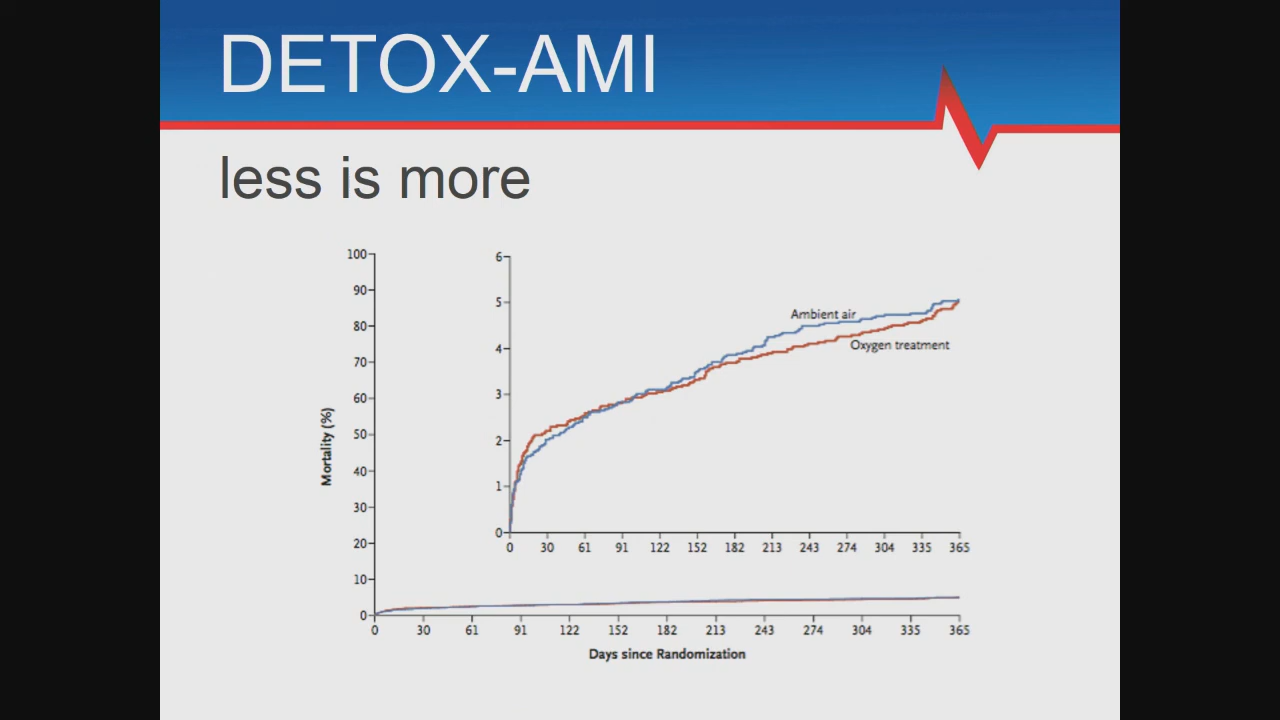 DETOX-AMI
less is more
100
90
80
70
60
50
40
30
20
10
0
Mortality (%)
6
5
4
3
2
1
0
Ambient air
Oxygen treatment
0 30 61 91 122 152 182 213 243 274 304 335 365
0 30 61 91 122 152 182 213 243 274 304 335 365
Days since Randomization